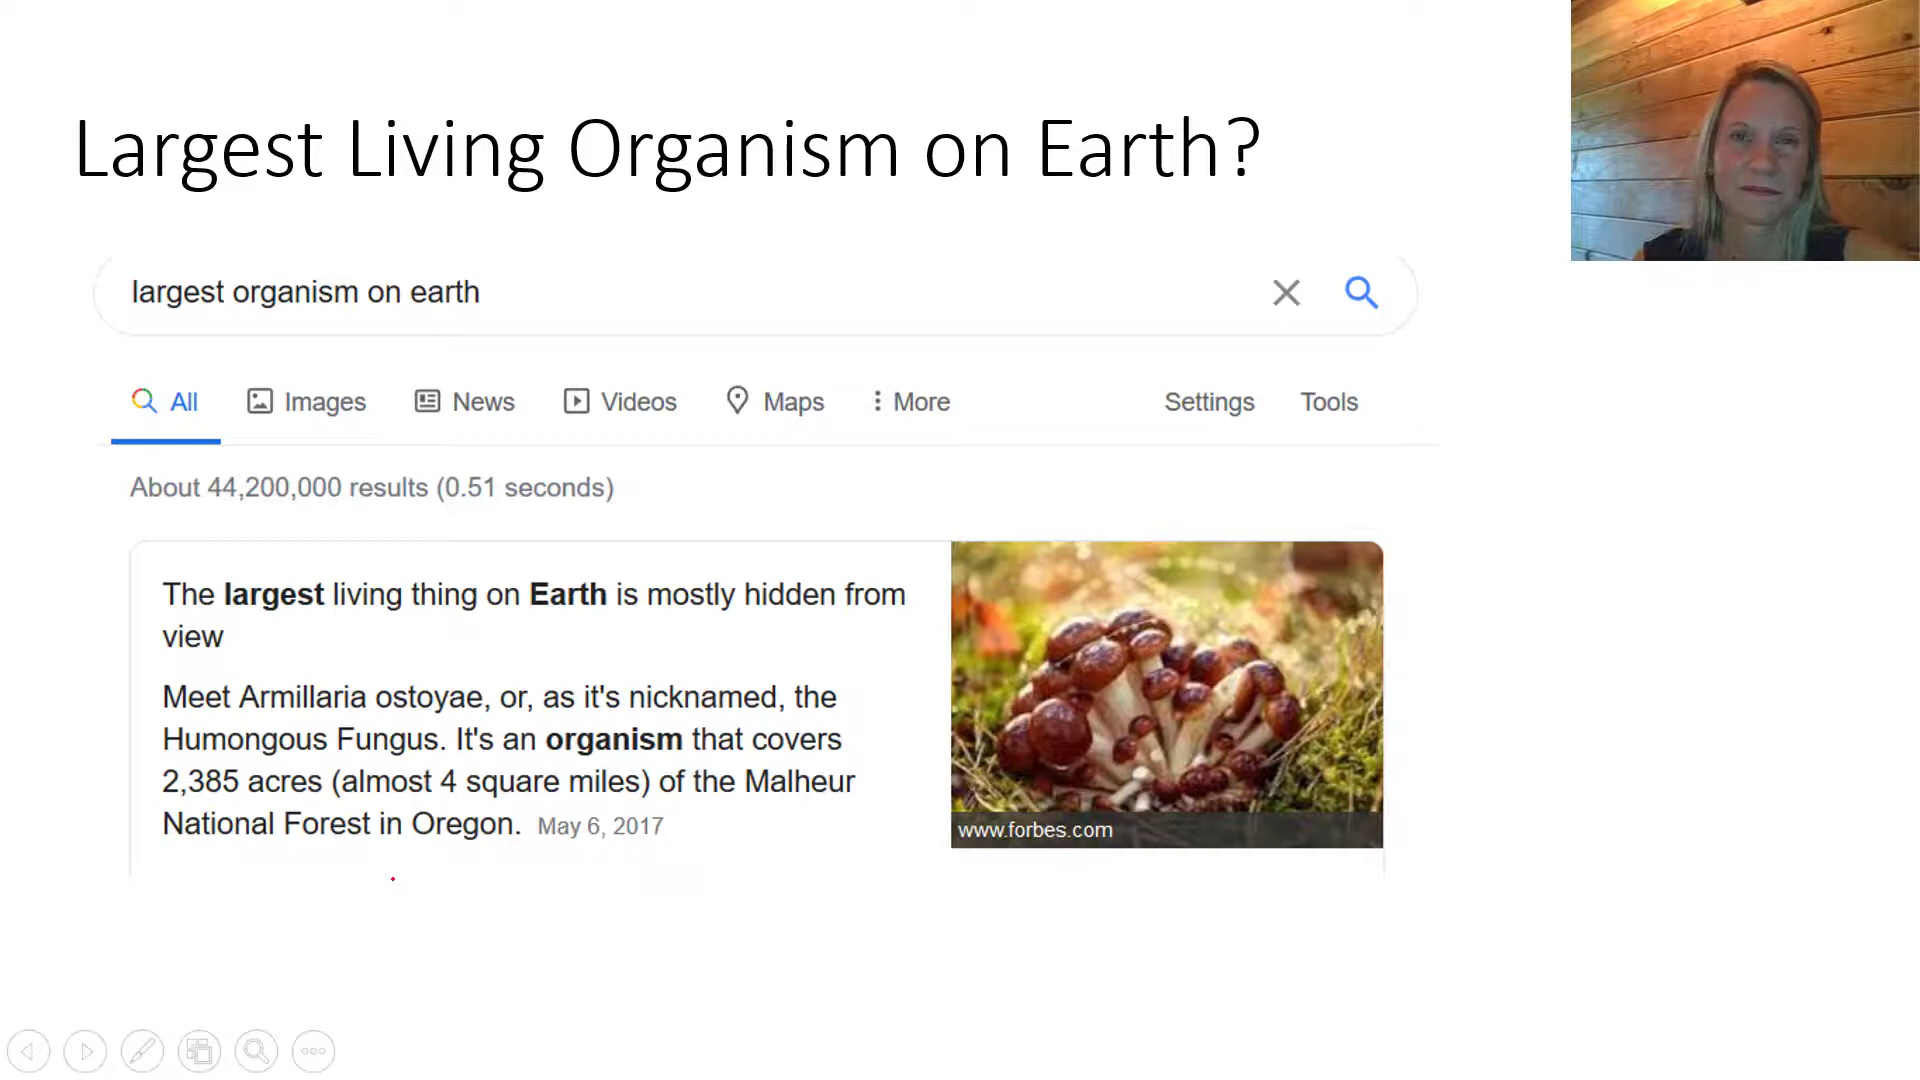 Largest Living Organism on Earth?
largest organism on earth
All Images News Videos Maps More Settings Tools
About 44,200,000 results (0.51 seconds)
The largest living thing on Earth is mostly hidden from
view
Meet Armillaria ostoyae, or, as it's nicknamed, the
Humongous Fungus. It's an organism that covers
2,385 acres (almost 4 square miles) of the Malheur
National Forest in Oregon. May 6, 2017
www.forbes.com